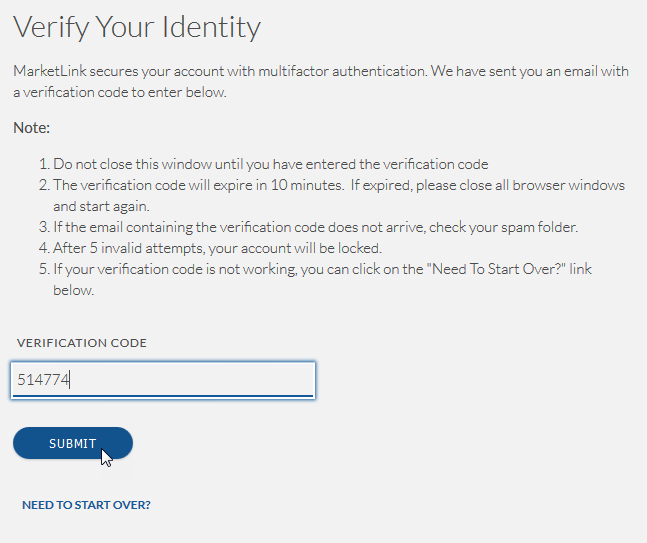 Verify Your Identity
MarketLink secures your account with multifactor authentication. We have sent you an email with
a verification code to enter below.
Note:
1. Do not close this window until you have entered the verification code
2. The verification code will expire in 10 minutes.  If expired, please close all browser windows
and start again.
3. If the email containing the verification code does not arrive, check your spam folder.
4. After 5 invalid attempts, your account will be locked.
5. If your verification code is not working, you can click on the "Need To Start Over?" link
below.
VERIFICATION CODE
514774
SUBMIT
NEED TO START OVER?